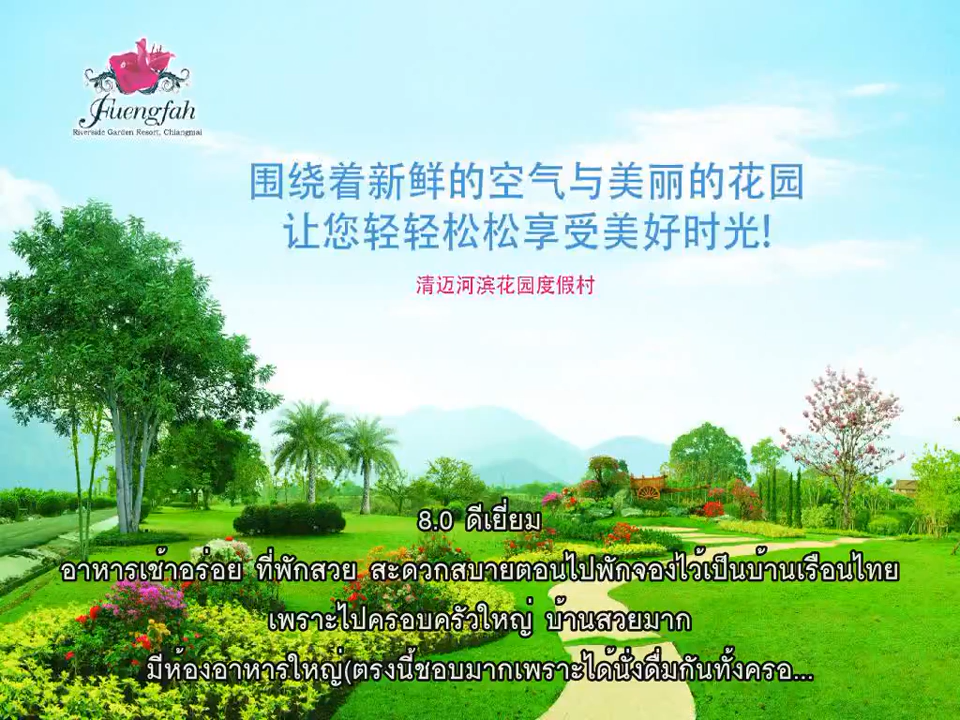 Fuengfah
Riverside Garden Resort, Chiangmai
围绕着新鲜的空气与美丽的花园
让您轻轻松松享受美好时光!
清迈河滨花园度假村
8.0 ดีเยี่ยม
อาหารเช้าอร่อย ที่พักสวย สะดวกสบายตอนไปพักจองไว้เป็นบ้านเรือนไทย
เพราะไปครอบครัวใหญ่ บ้านสวยมาก
มีห้องอาหารใหญ่(ตรงนี้ชอบมากเพราะได้นั่งดื่มกันทั้งครอ...